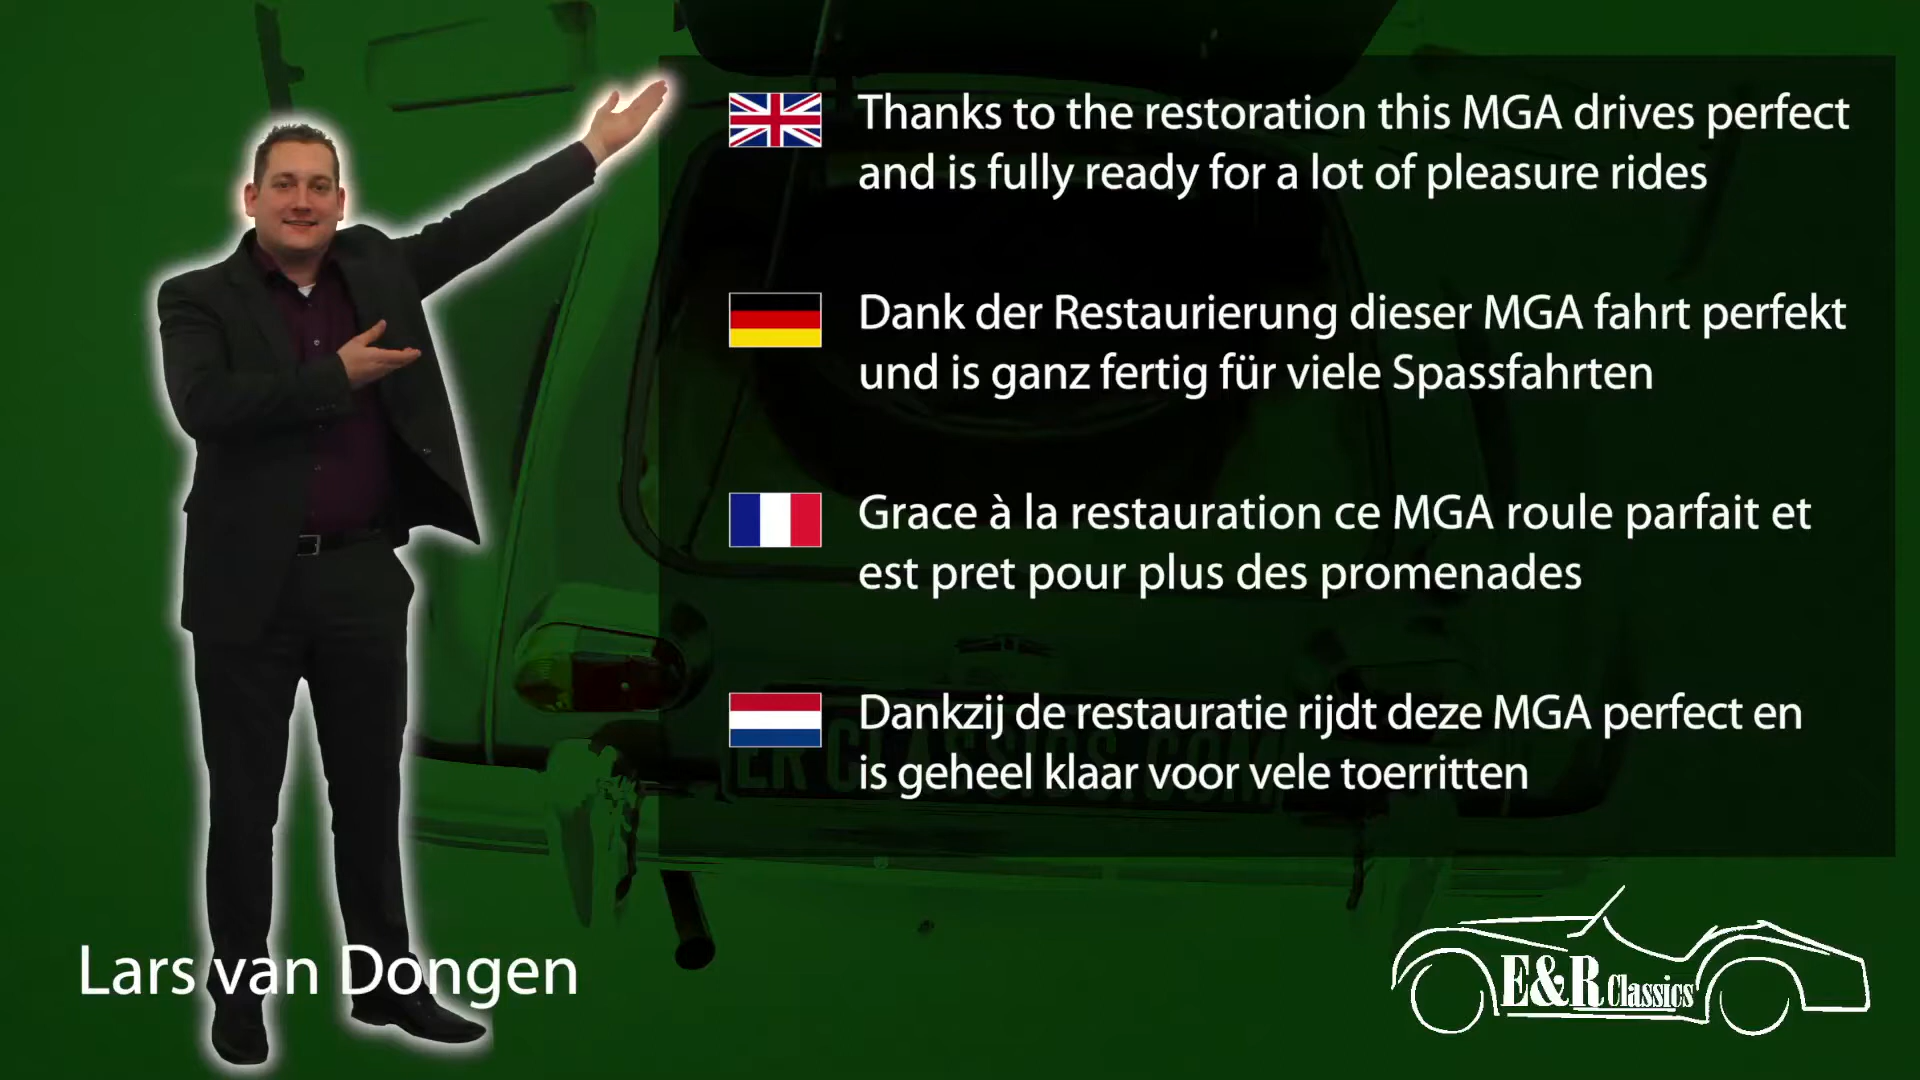 Thanks to the restoration this MGA drives perfect
and is fully ready for a lot of pleasure rides
Dank der Restaurierung dieser MGA fahrt perfekt
und is ganz fertig für viele Spassfahrten
Grace à la restauration ce MGA roule parfait et
est pret pour plus des promenades
Dankzij de restauratie rijdt deze MGA perfect en
is geheel klaar voor vele toerritten
ER CLASSICS.COM
Lars van Dongen
E&R Classics